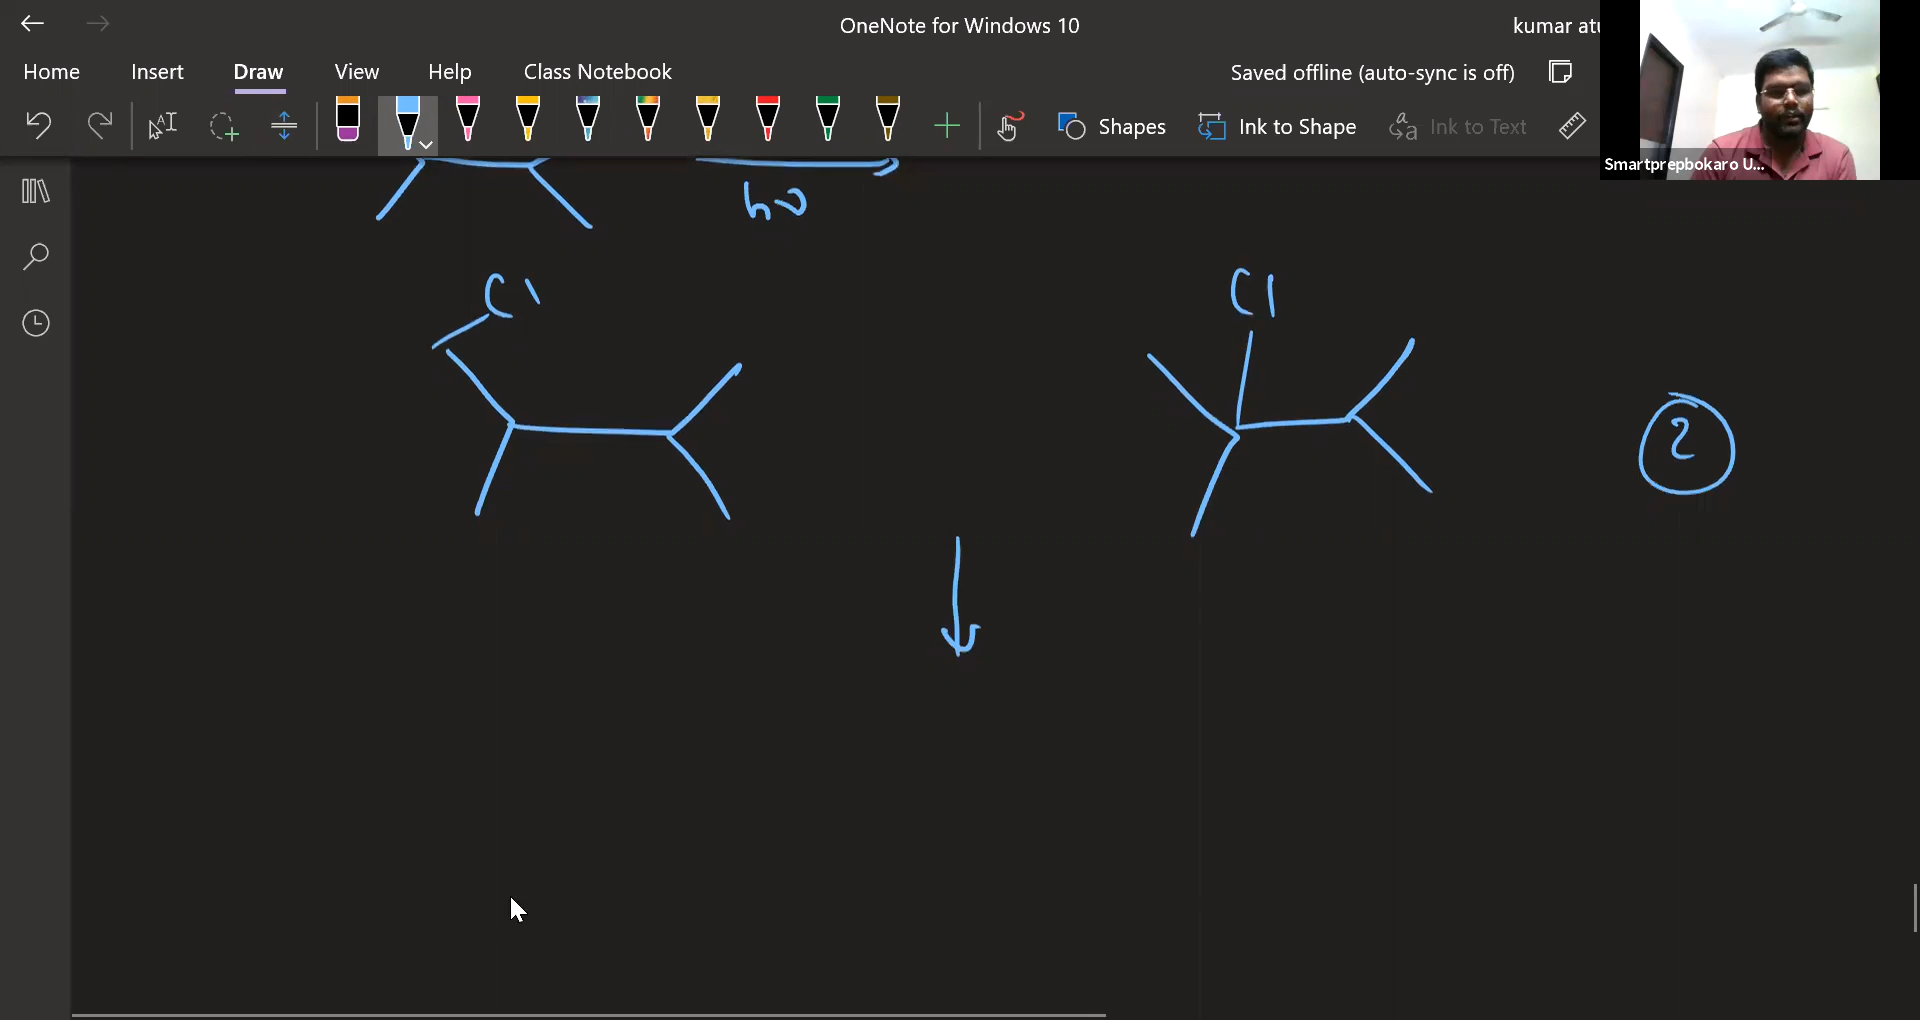 OneNote for Windows 10
kumar atu
Home Insert Draw View Help Class Notebook
Saved offline (auto-sync is off)
Shapes Ink to Shape Ink to Text
Smartprepbokaro U...
hν
Cl
Cl
2